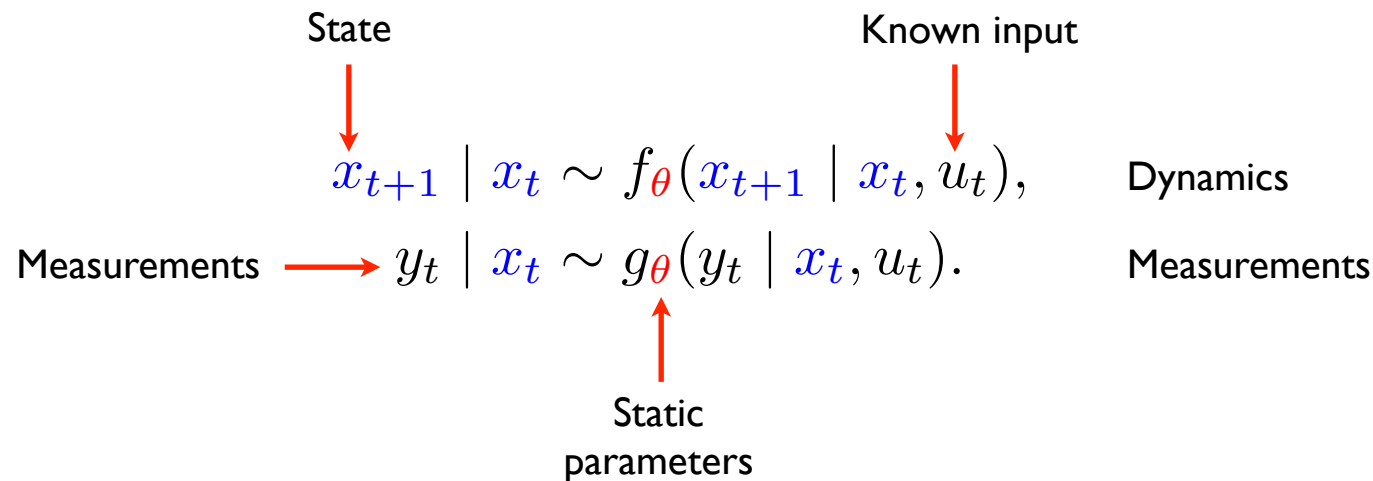 State Known input
x_{t+1} | x_t ∼ f_θ(x_{t+1} | x_t, u_t), Dynamics
Measurements y_t | x_t ∼ g_θ(y_t | x_t, u_t). Measurements
Static
parameters